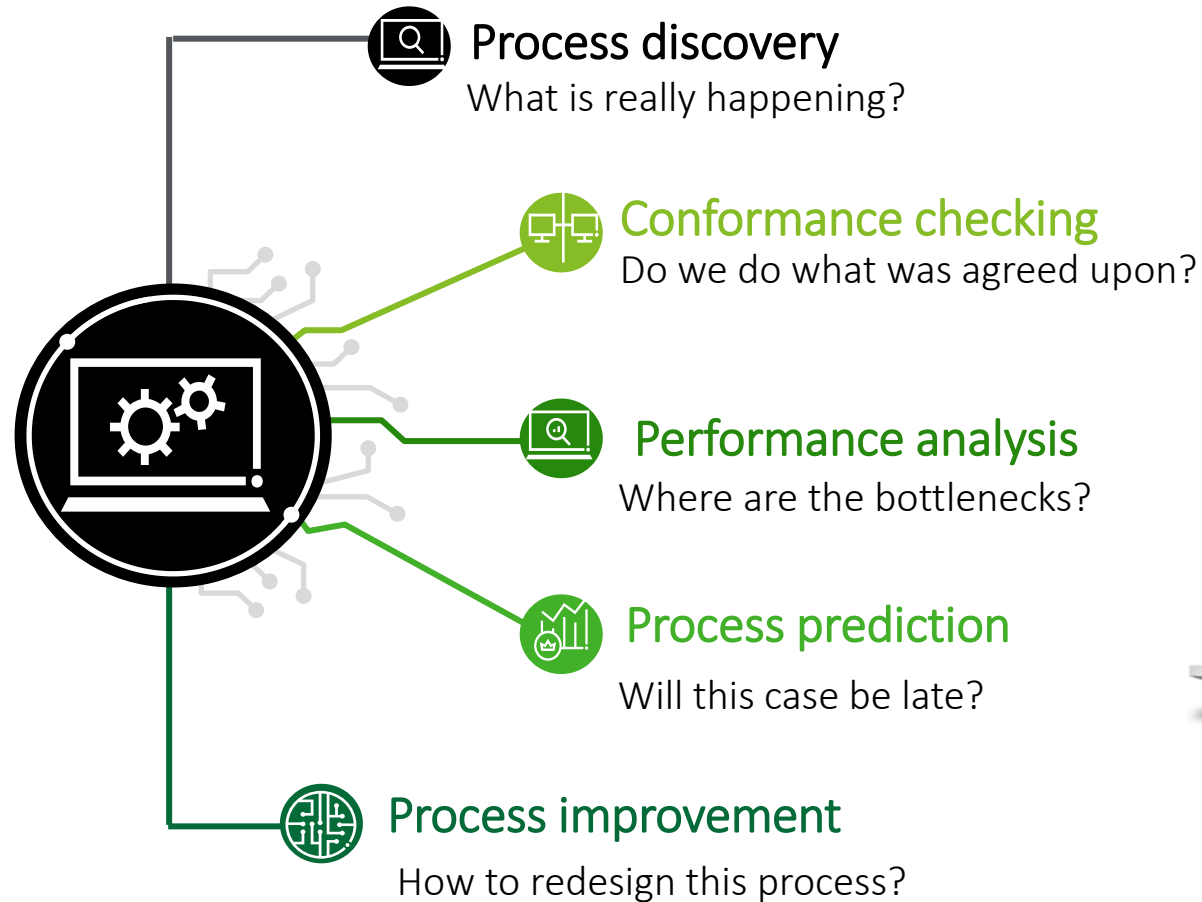 Process discovery
What is really happening?
Conformance checking
Do we do what was agreed upon?
Performance analysis
Where are the bottlenecks?
Process prediction
Will this case be late?
Process improvement
How to redesign this process?